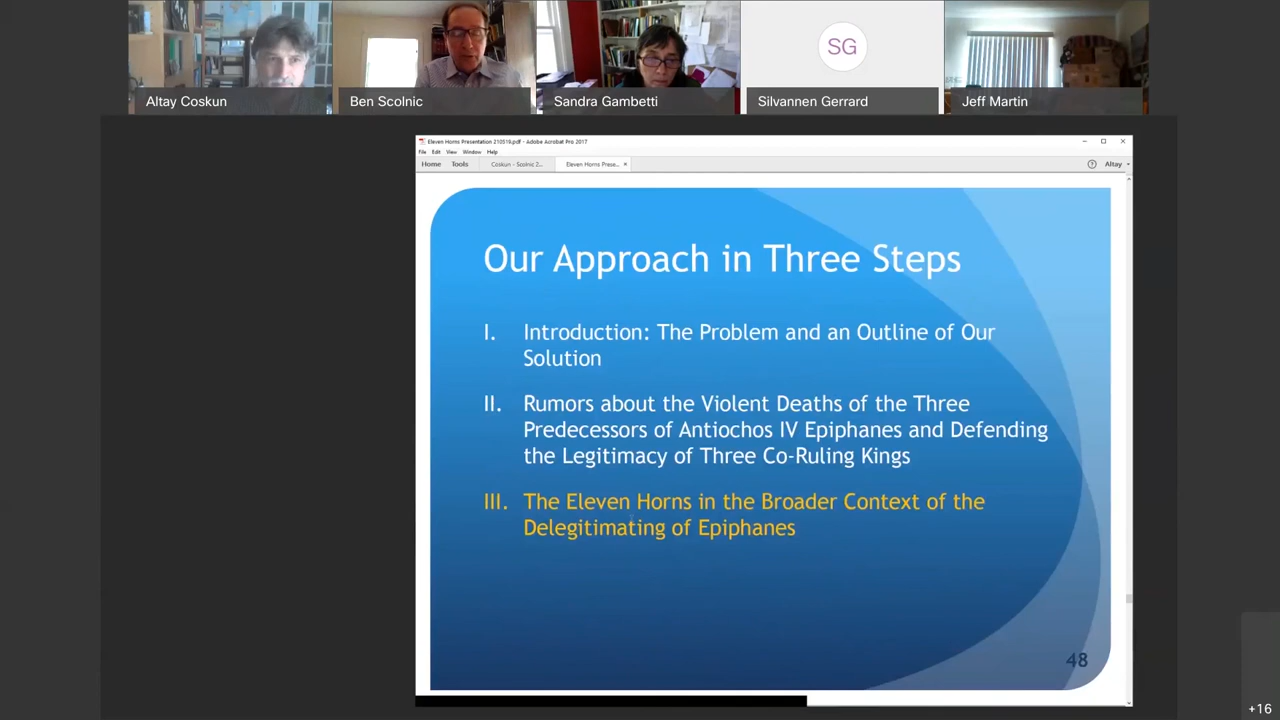 Altay Coskun
Ben Scolnic
Sandra Gambetti
SG
Silvannen Gerrard
Jeff Martin
Eleven Horns Presentation 210519.pdf - Adobe Acrobat Pro 2017
File Edit View Window Help
Home Tools Coskun - Scolnic 2... Eleven Horns Prese... × Altay
Our Approach in Three Steps
I. Introduction: The Problem and an Outline of Our
Solution
II. Rumors about the Violent Deaths of the Three
Predecessors of Antiochos IV Epiphanes and Defending
the Legitimacy of Three Co-Ruling Kings
III. The Eleven Horns in the Broader Context of the
Delegitimating of Epiphanes
48
+16